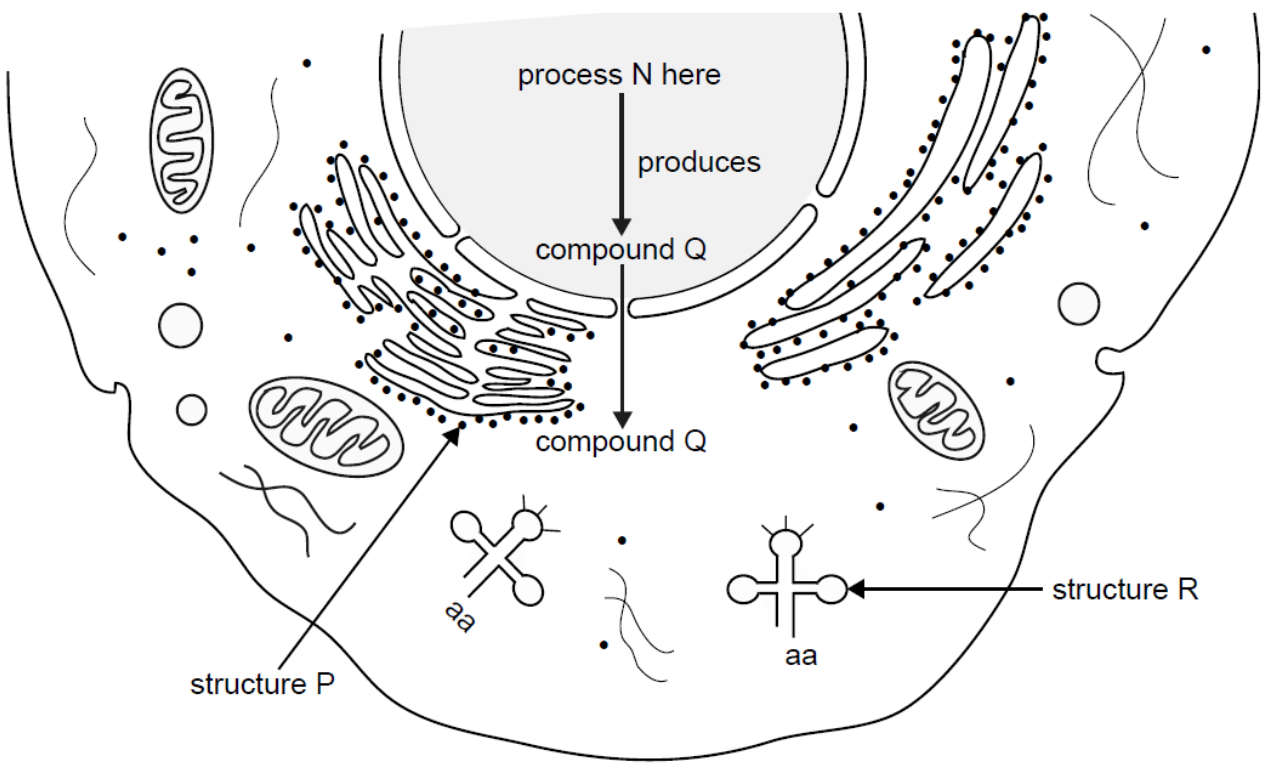 process N here
produces
compound Q
compound Q
aa
structure R
aa
structure P